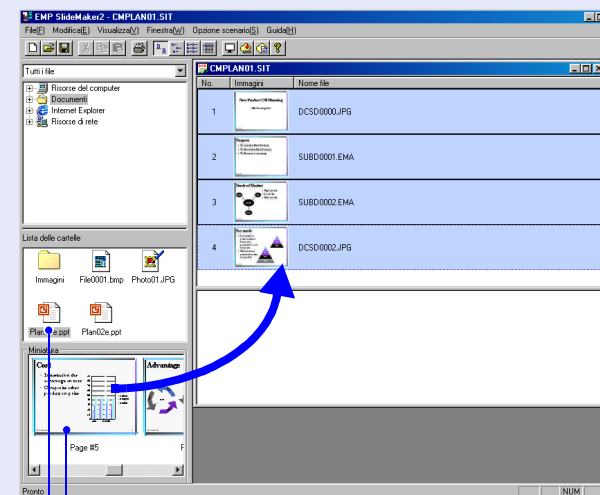 EMP SlideMaker2 - CMPLAN01.SIT
File(F) Modifica(E) Visualizza(V) Finestra(W) Opzione scenario(S) Guida(H)
Tutti i file
Risorse del computer
Documenti
Internet Explorer
Risorse di rete
CMPLAN01.SIT
No. Immagini Nome file
1 DCSD0000.JPG
2 Purpose SUBD0001.EMA
3 SUBD0002.EMA
4 DCSD0002.JPG
Lista delle cartelle
Immagini File0001.bmp Photo01.JPG
Plan02e.ppt
Miniatura
Cost Advantage
Page #5
Pronto NUM